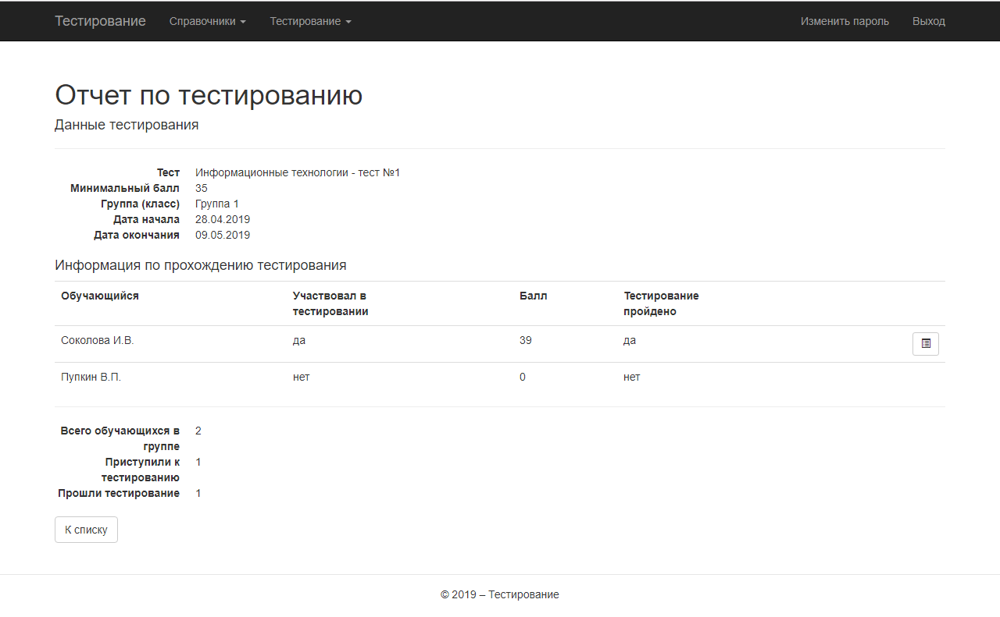 Тестирование Справочники Тестирование Изменить пароль Выход
Отчет по тестированию
Данные тестирования
Тест Информационные технологии - тест №1
Минимальный балл 35
Группа (класс) Группа 1
Дата начала 28.04.2019
Дата окончания 09.05.2019
Информация по прохождению тестирования
Обучающийся Участвовал в Балл Тестирование
тестировании пройдено
Соколова И.В. да 39 да
Пупкин В.П. нет 0 нет
Всего обучающихся в 2
группе
Приступили к 1
тестированию
Прошли тестирование 1
К списку
© 2019 – Тестирование